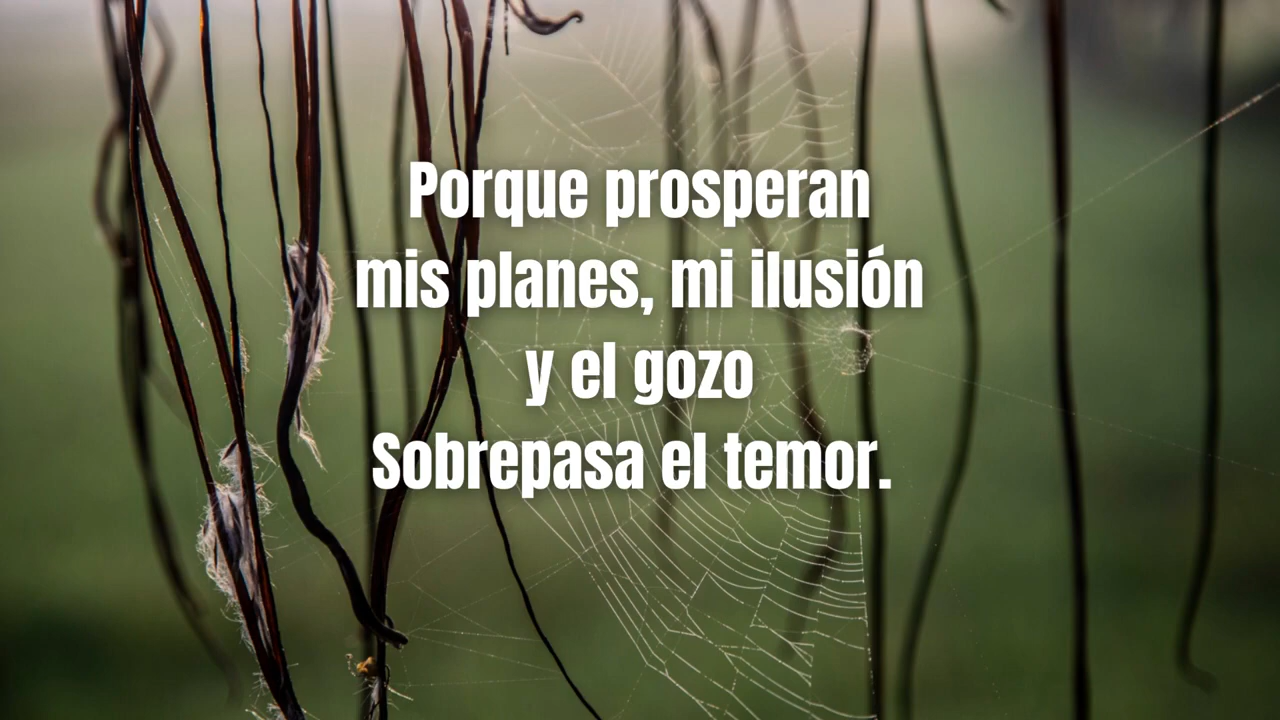 Porque prosperan
mis planes, mi ilusión
y el gozo
Sobrepasa el temor.